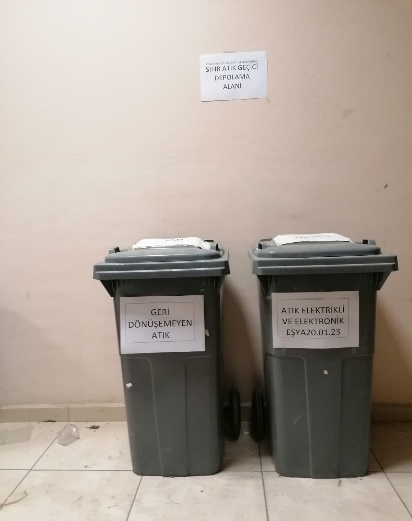 SIFIR ATIK GEÇİCİ
DEPOLAMA
ALANI
GERİ
DÖNÜŞEMEYEN
ATIK
ATIK ELEKTRİKLİ
VE ELEKTRONİK
EŞYA20.01.23